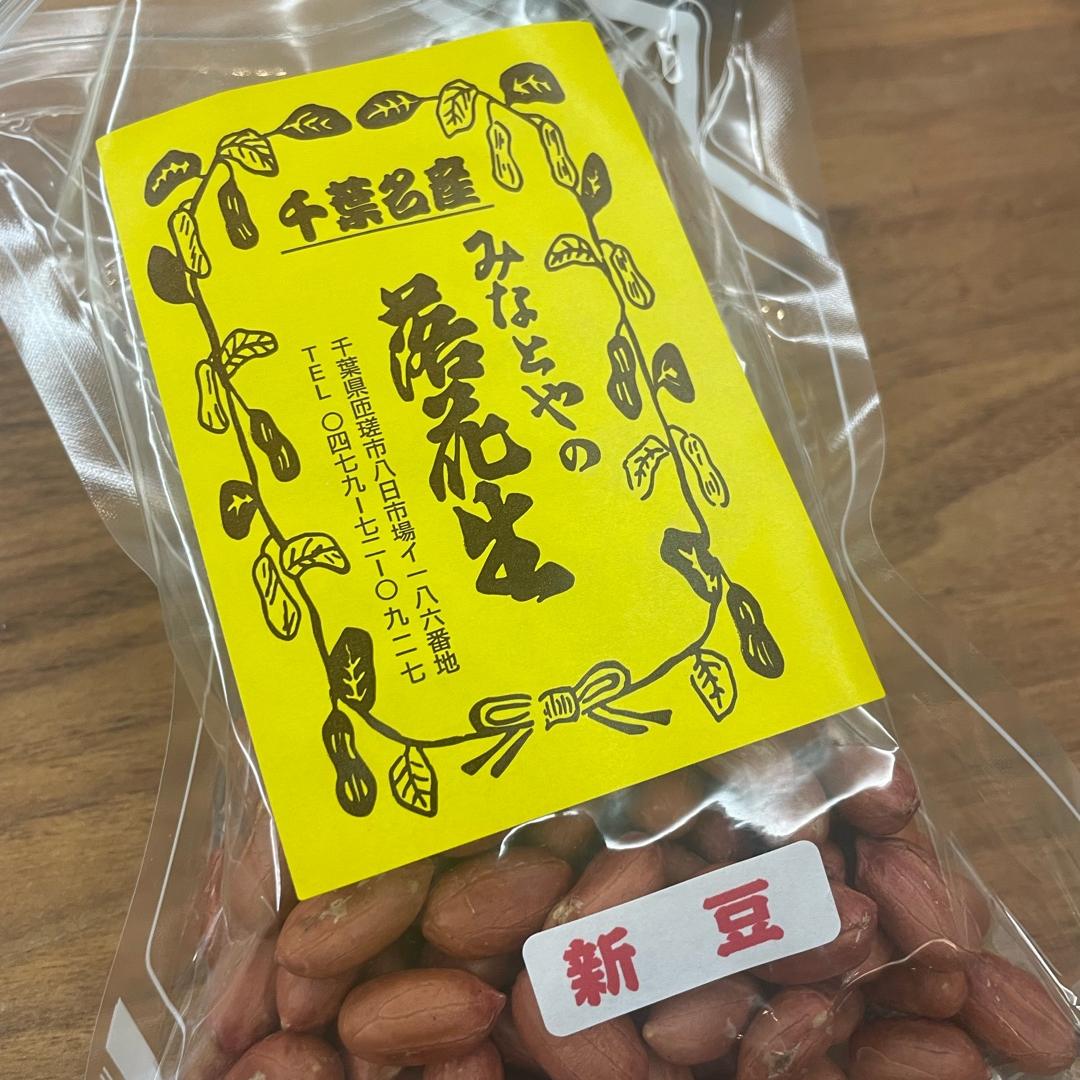 千葉名産
みなとやの
落花生
千葉県匝瑳市八日市場イ一八六番地
TEL 〇四七九ー七二ー〇九二七
新豆